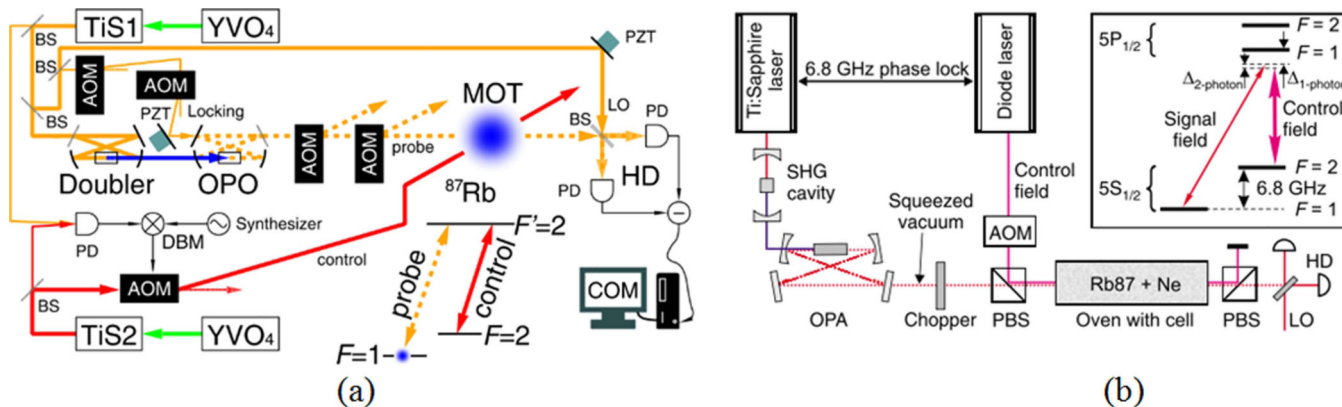 TiS1
YVO₄
BS
BS
AOM
AOM
PZT
Locking
BS
Doubler
OPO
AOM
AOM
probe
MOT
PZT
LO
BS
PD
HD
PD
⁸⁷Rb
PD
DBM
Synthesizer
control
F'=2
probe
control
F=2
F=1
COM
BS
AOM
TiS2
YVO₄
(a)
Ti:Sapphire
laser
6.8 GHz phase lock
Diode laser
SHG
cavity
Control
field
Squeezed
vacuum
AOM
OPA
Chopper
PBS
Rb87 + Ne
Oven with cell
PBS
HD
LO
5P1/2
F = 2
F = 1
Δ2-photon
Δ1-photon
Signal
field
Control
field
5S1/2
F = 2
6.8 GHz
F = 1
(b)